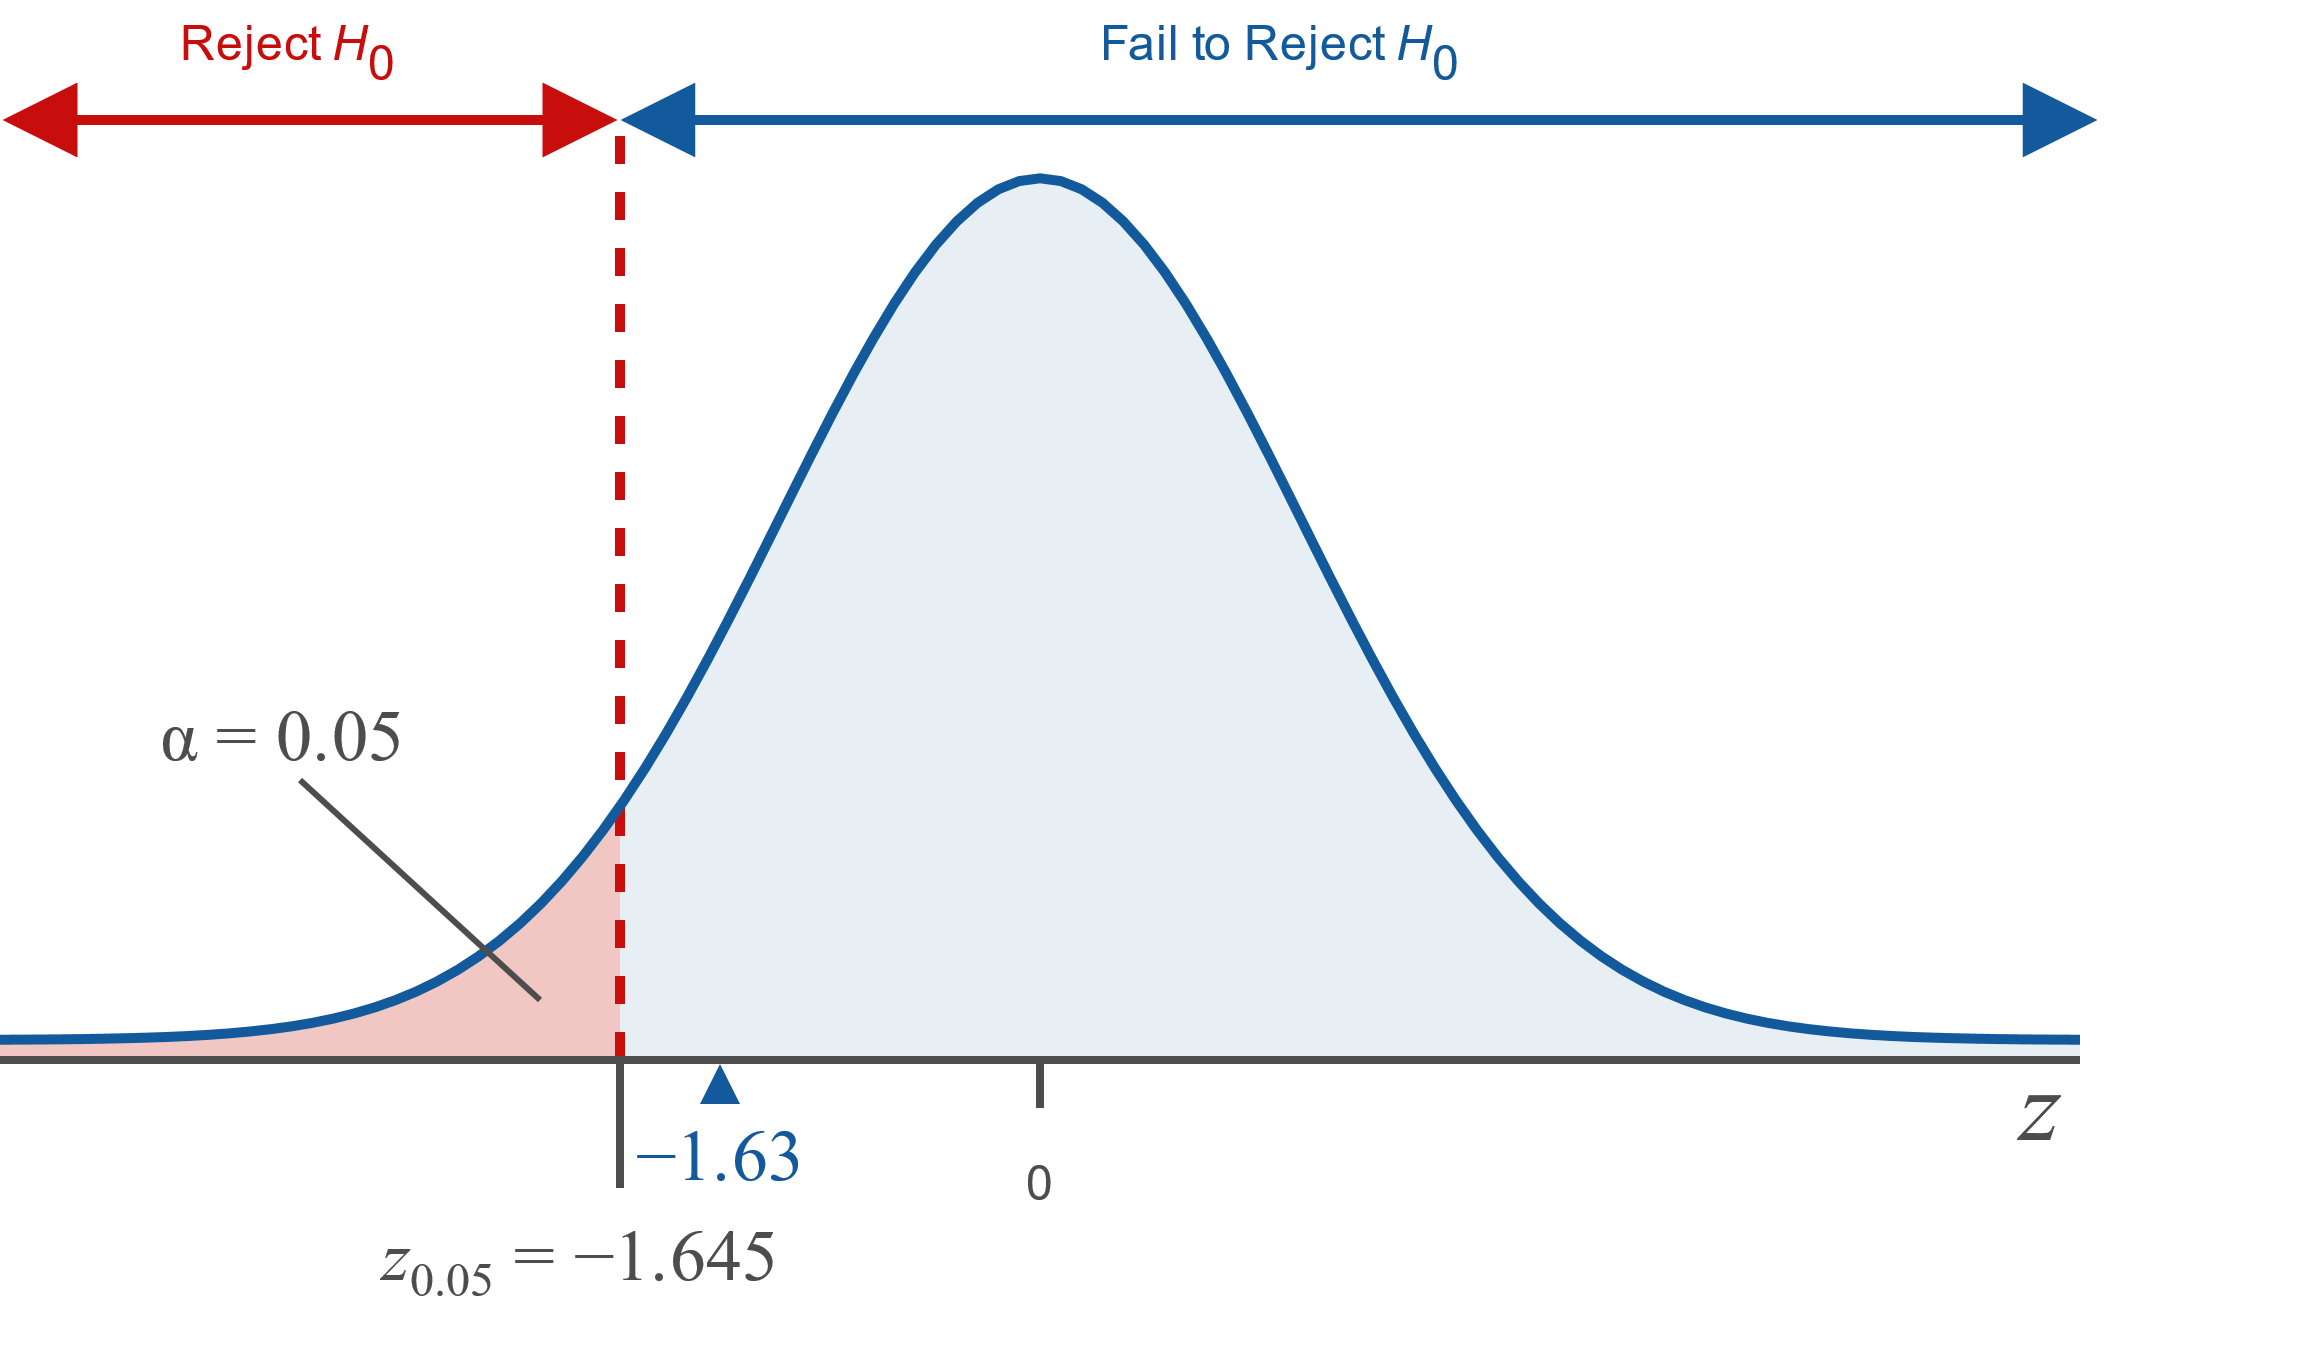 Reject H₀
Fail to Reject H₀
α = 0.05
−1.63
0
z
z₀.₀₅ = −1.645